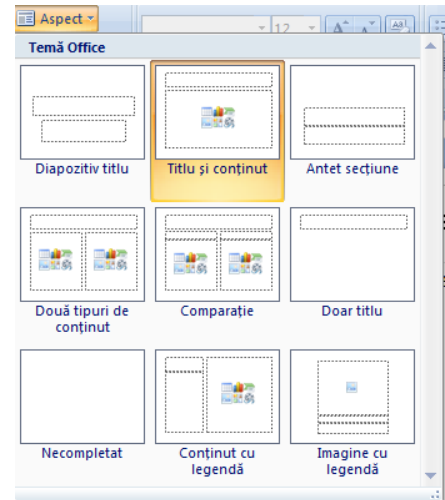 Aspect
12
A A Aa
Temă Office
Diapozitiv titlu
Titlu și conținut
Antet secțiune
Două tipuri de
conținut
Comparație
Doar titlu
Necompletat
Conținut cu
legendă
Imagine cu
legendă